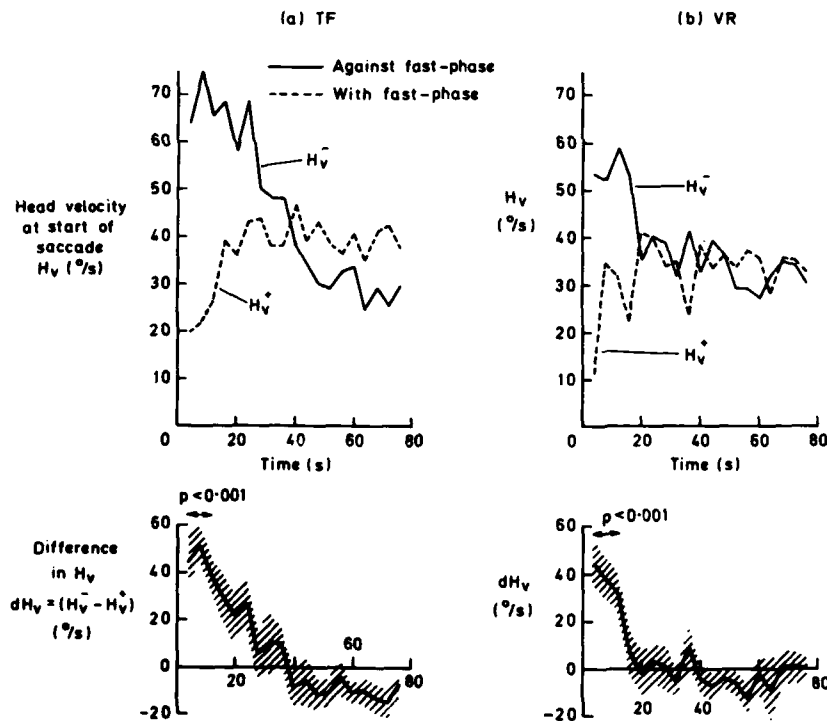 (a) TF
(b) VR
Against fast-phase
With fast-phase
Head velocity
at start of
saccade
Hv (°/s)
70
60
50
40
30
20
10
0
20
40
60
80
Time (s)
Hv⁻
Hv⁺
Hv
(°/s)
70
60
50
40
30
20
10
0
20
40
60
80
Time (s)
Hv⁻
Hv⁺
Difference
in Hv
dHv = (Hv⁻ - Hv⁺)
(°/s)
p<0·001
60
40
20
0
-20
20
40
60
80
dHv
(°/s)
p<0·001
60
40
20
0
-20
20
40
60
80